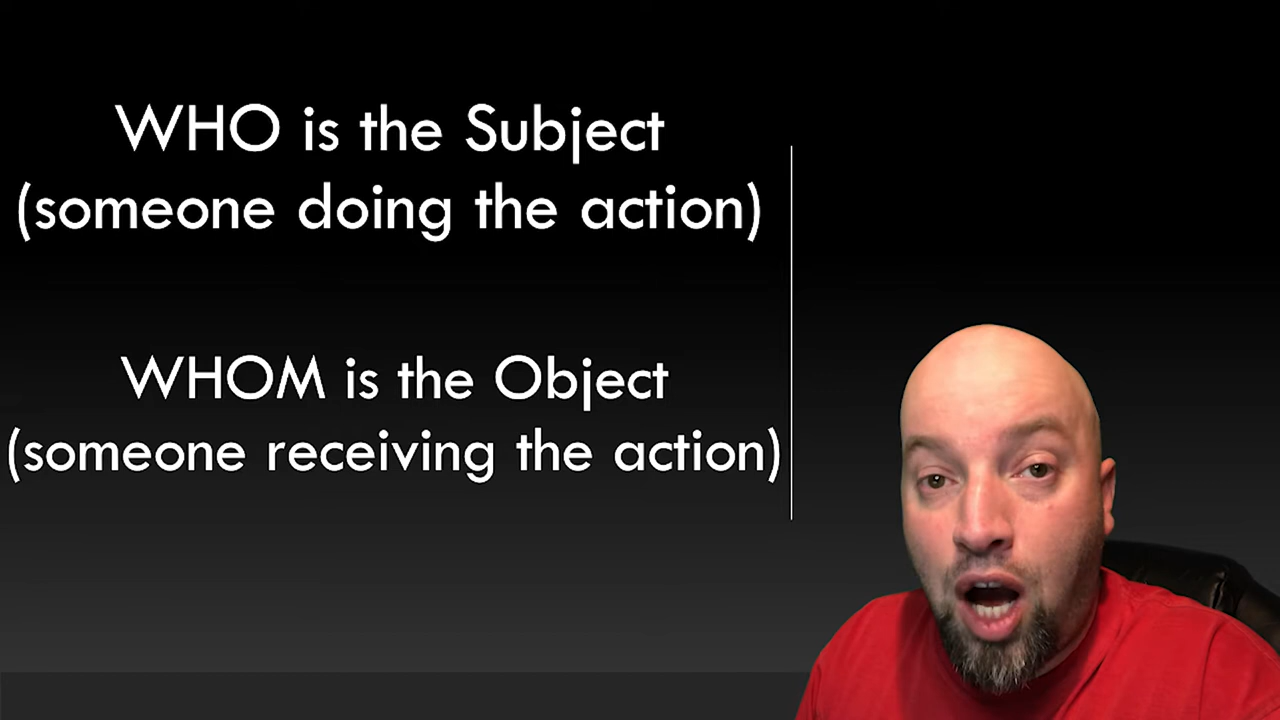 WHO is the Subject
(someone doing the action)
WHOM is the Object
(someone receiving the action)